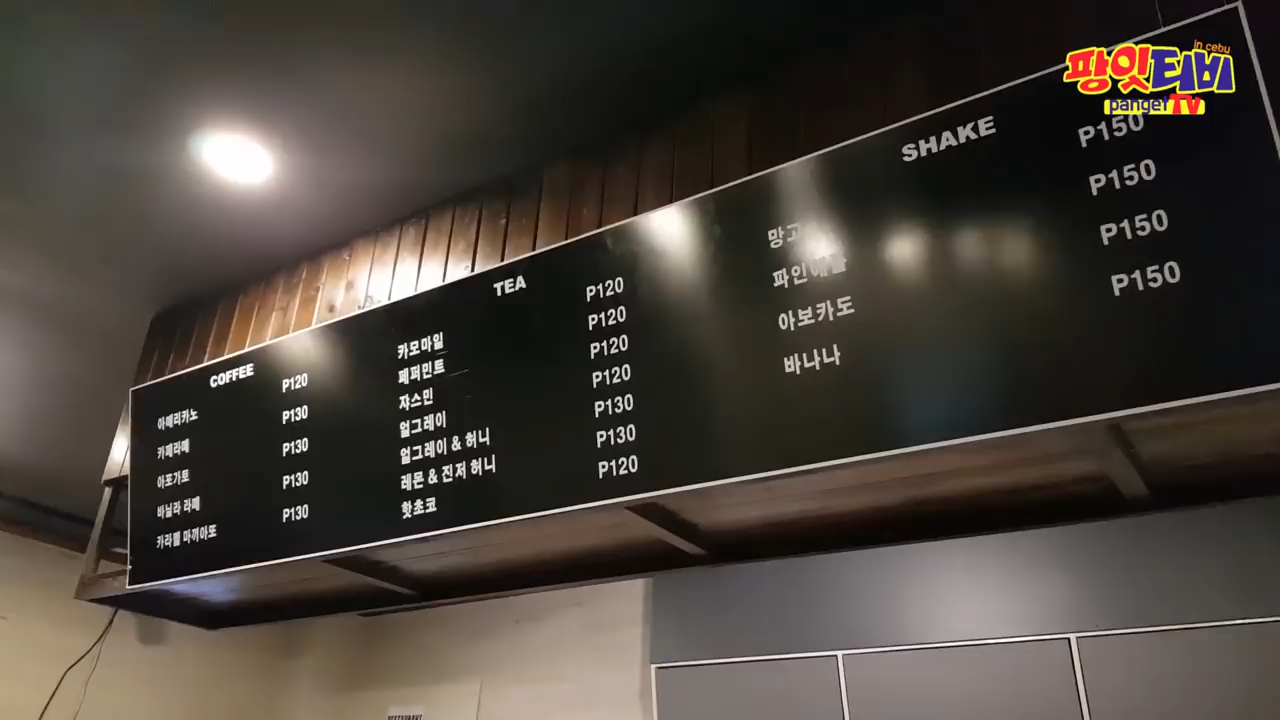 in cebu
팡잇티비
panget TV
COFFEE
아메리카노 P120
카페라떼 P130
아포가토 P130
바닐라 라떼 P130
카라멜 마끼아또 P130
TEA
카모마일 P120
페퍼민트 P120
쟈스민 P120
얼그레이 P120
얼그레이 & 허니 P130
레몬 & 진저 허니 P130
핫초코 P120
SHAKE
망고 P150
파인애플 P150
아보카도 P150
바나나 P150
RESTAURANT